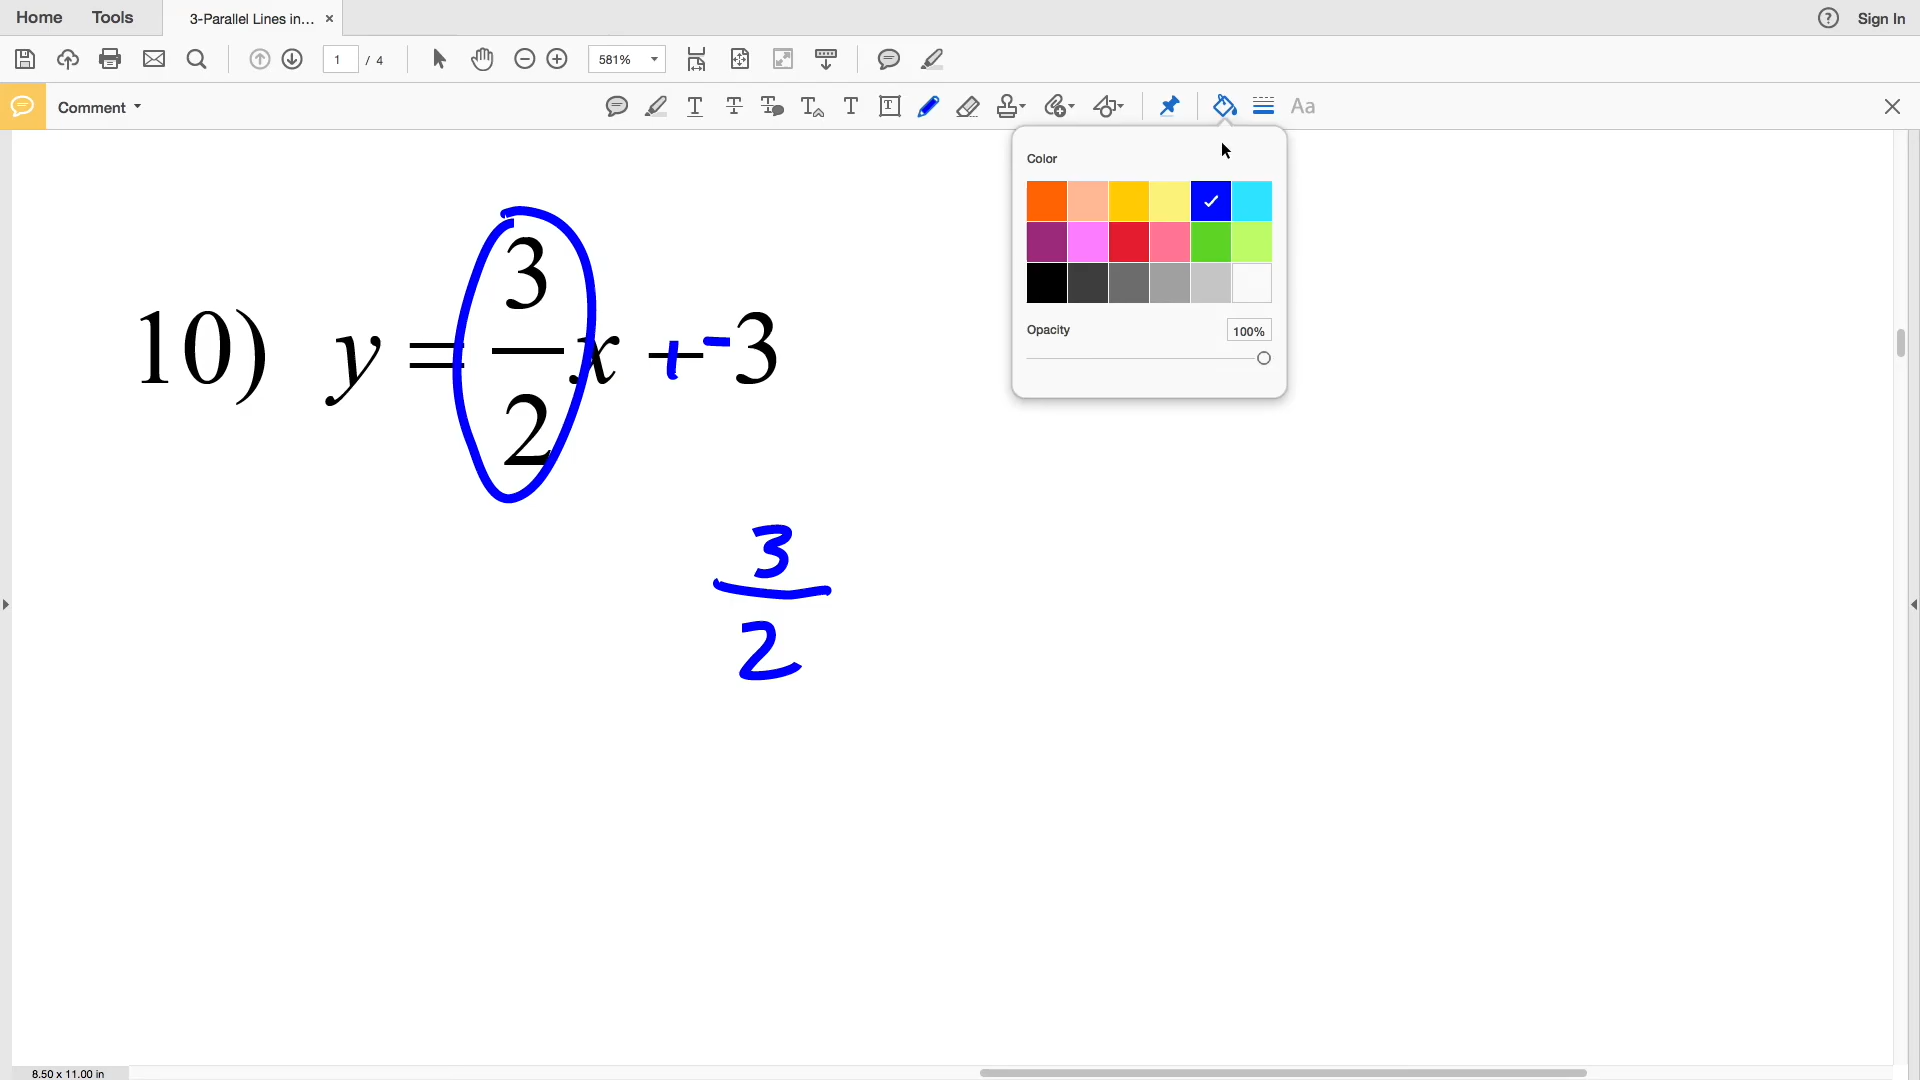 Home Tools 3-Parallel Lines in... × ? Sign In
1 / 4 581%
Comment T T T T T T Aa
Color
10) y = 3/2 x + -3
Opacity 100%
3
2
8.50 x 11.00 in